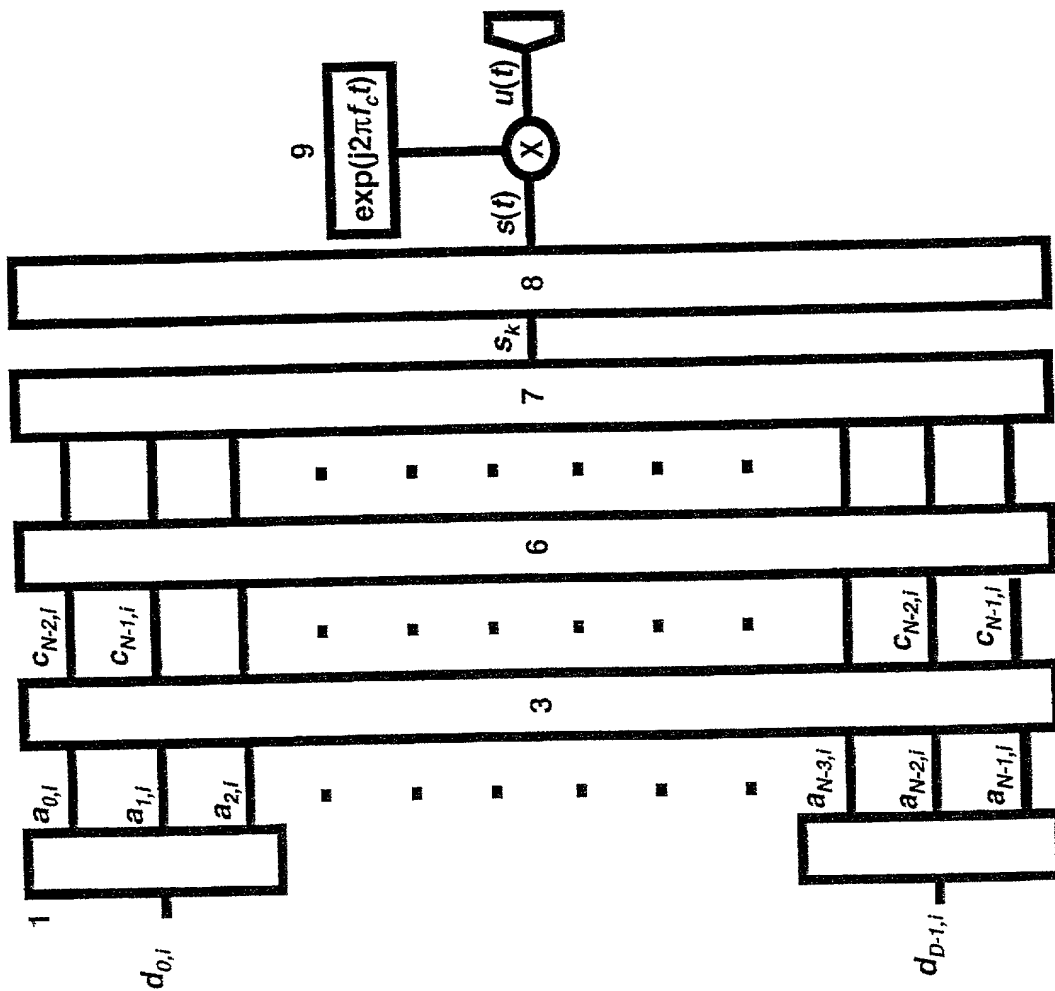 9
exp(j2πf_c t)
X
s(t)
u(t)
8
s_k
7
6
c_{N-2,i}
c_{N-1,i}
c_{N-2,i}
c_{N-1,i}
3
a_{0,i}
a_{1,i}
a_{2,i}
a_{N-3,i}
a_{N-2,i}
a_{N-1,i}
1
d_{0,i}
d_{D-1,i}